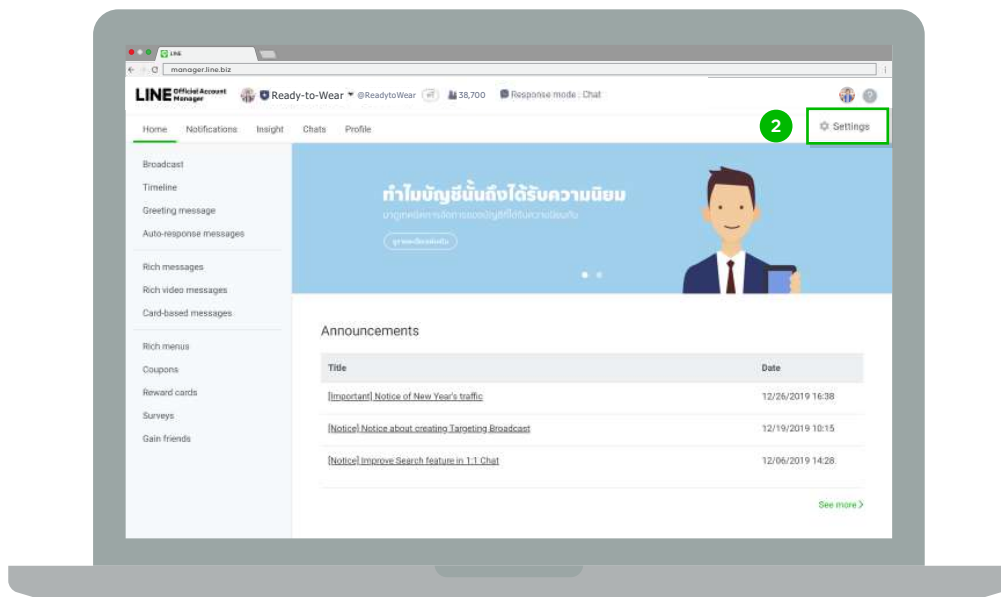 LINE
manager.line.biz
LINE Official Account Manager
Ready-to-Wear @ReadytoWear ฟรี 38,700 Response mode : Chat
Home Notifications Insight Chats Profile
2 Settings
Broadcast
Timeline
Greeting message
Auto-response messages
Rich messages
Rich video messages
Card-based messages
Rich menus
Coupons
Reward cards
Surveys
Gain friends
ทำไมบัญชีนั้นถึงได้รับความนิยม
Announcements
Title Date
[Important] Notice of New Year's traffic 12/26/2019 16:38
[Notice] Notice about creating Targeting Broadcast 12/19/2019 10:15
[Notice] Improve Search feature in 1:1 Chat 12/06/2019 14:28
See more